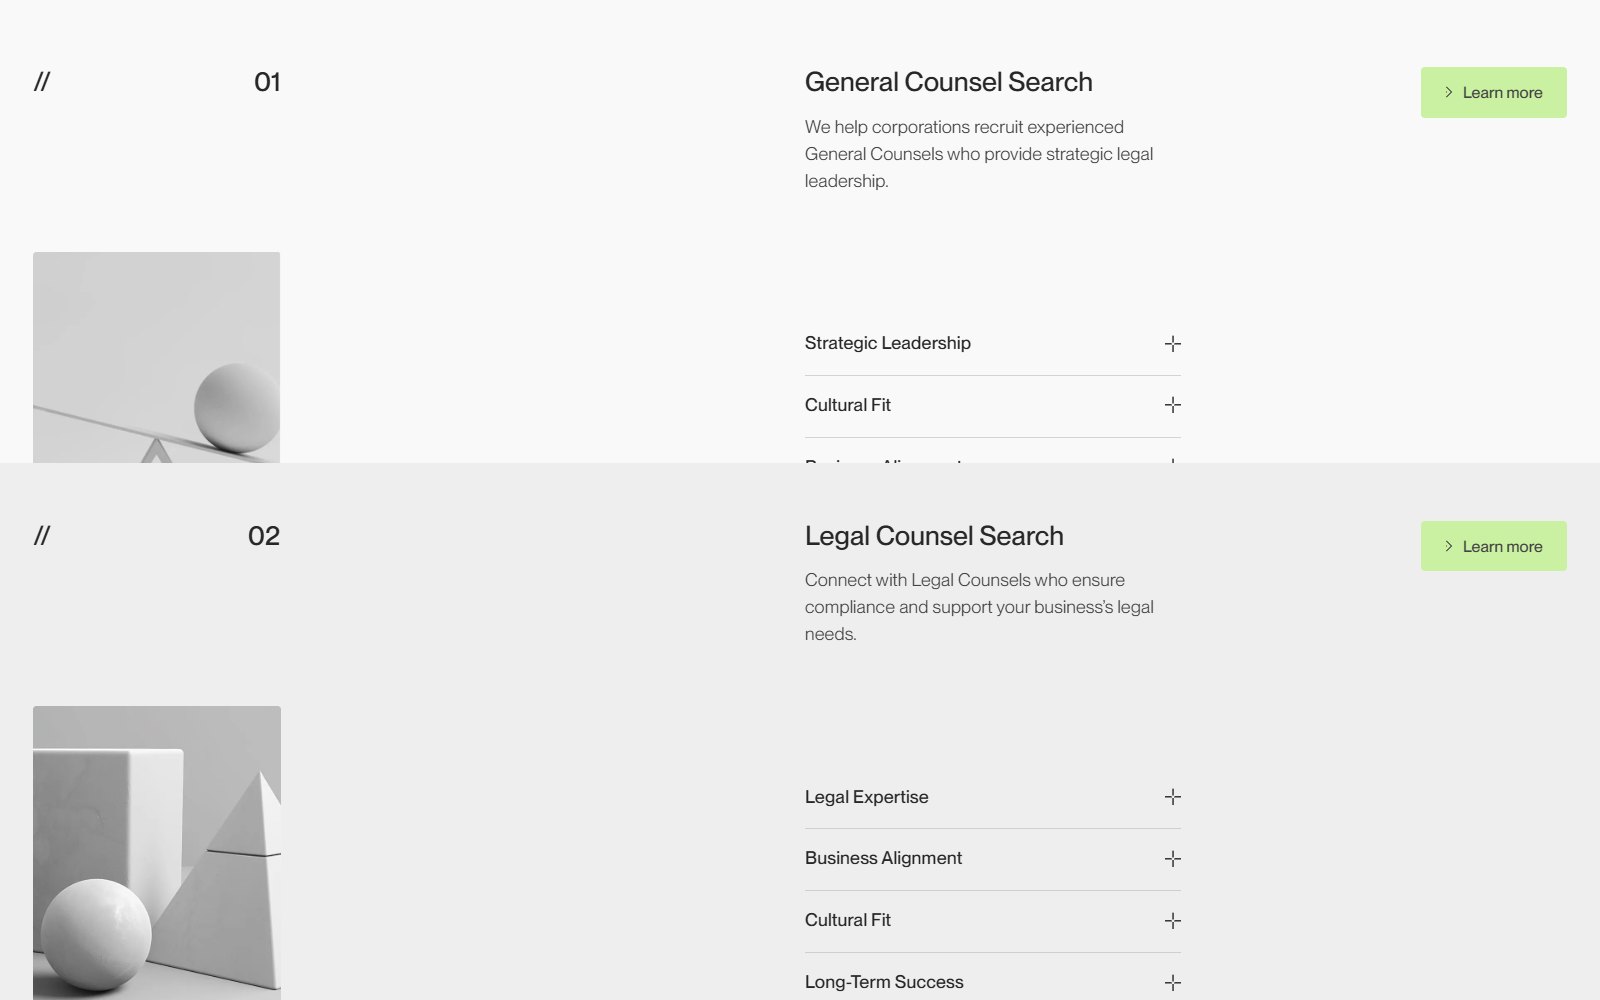 //
01
General Counsel Search
We help corporations recruit experienced
General Counsels who provide strategic legal
leadership.
Learn more
Strategic Leadership
Cultural Fit
//
02
Legal Counsel Search
Connect with Legal Counsels who ensure
compliance and support your business’s legal
needs.
Learn more
Legal Expertise
Business Alignment
Cultural Fit
Long-Term Success